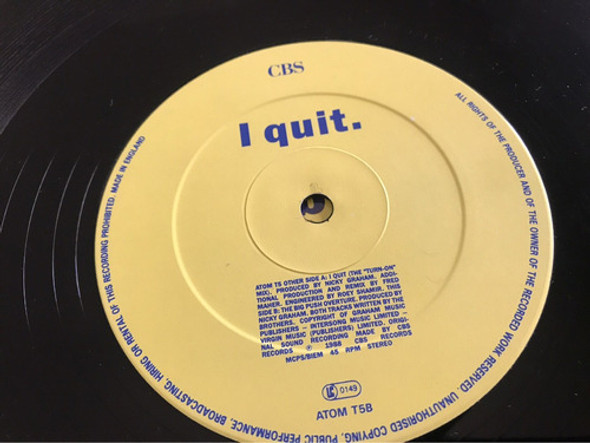 CBS
I quit.
ATOM T5 OTHER SIDE A: I QUIT (THE "TURN-ON"
MIX). PRODUCED BY NICKY GRAHAM. ADDI-
TIONAL PRODUCTION AND REMIX BY FRED
MAHER. ENGINEERED BY ROEY SHAMIR. THIS
SIDE B: THE BIG PUSH OVERTURE. PRODUCED BY
NICKY GRAHAM. BOTH TRACKS WRITTEN BY THE
BROTHERS. COPYRIGHT OF GRAHAM MUSIC
PUBLISHERS – INTERSONG MUSIC LIMITED –
VIRGIN MUSIC (PUBLISHERS) LIMITED. ORIGI-
NAL SOUND RECORDING MADE BY CBS
RECORDS ℗ 1988 CBS RECORDS
MCPS/BIEM 45 RPM STEREO
LC 0149
ATOM T5B
ALL RIGHTS OF THE PRODUCER AND OF THE OWNER OF THE RECORDED WORK RESERVED. UNAUTHORISED COPYING, PUBLIC PERFORMANCE, BROADCASTING, HIRING OR RENTAL OF THIS RECORDING PROHIBITED. MADE IN ENGLAND